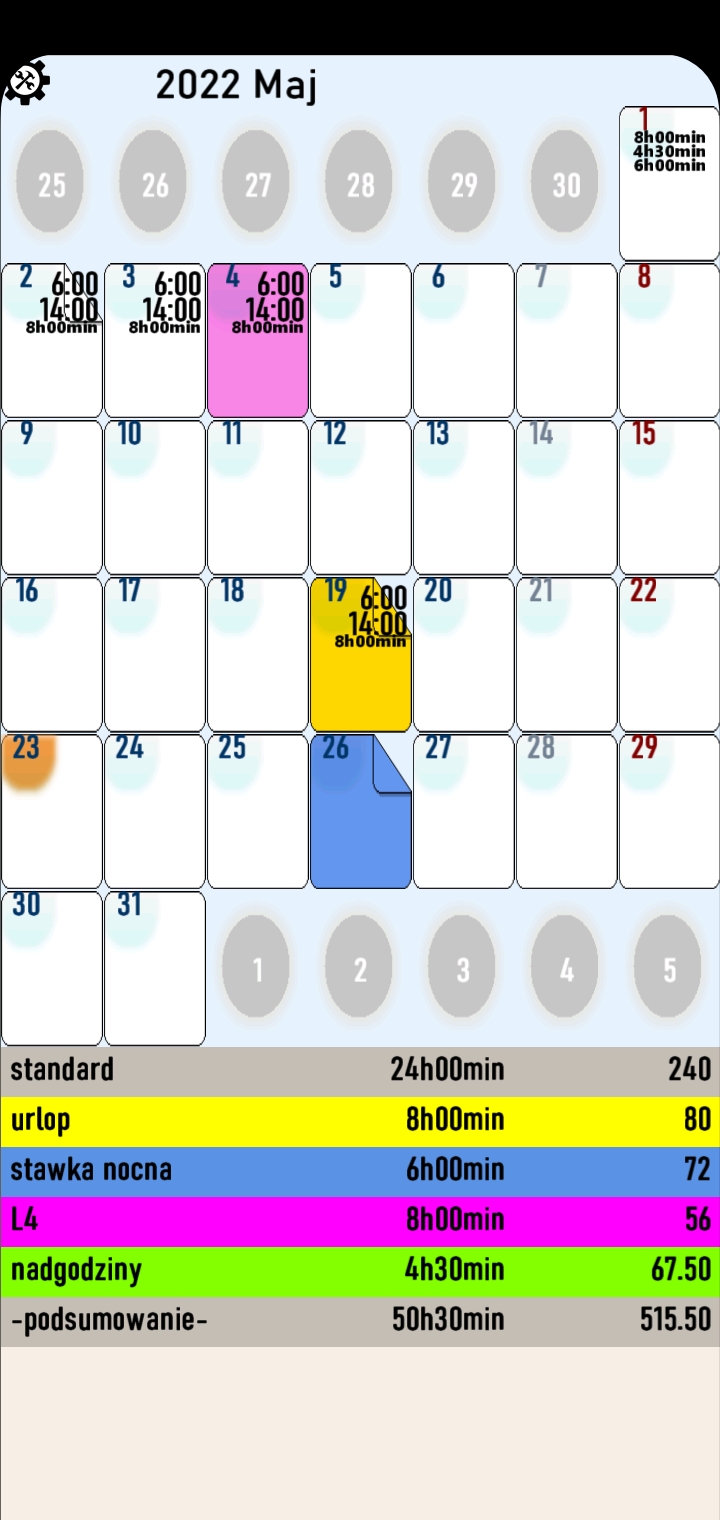 2022 Maj
25 26 27 28 29 30 1
8h00min
4h30min
6h00min
2 6:00 3 6:00 4 6:00 5 6 7 8
14:00 14:00 14:00
8h00min 8h00min 8h00min
9 10 11 12 13 14 15
16 17 18 19 6:00 20 21 22
14:00
8h00min
23 24 25 26 27 28 29
30 31 1 2 3 4 5
standard 24h00min 240
urlop 8h00min 80
stawka nocna 6h00min 72
L4 8h00min 56
nadgodziny 4h30min 67.50
-podsumowanie- 50h30min 515.50